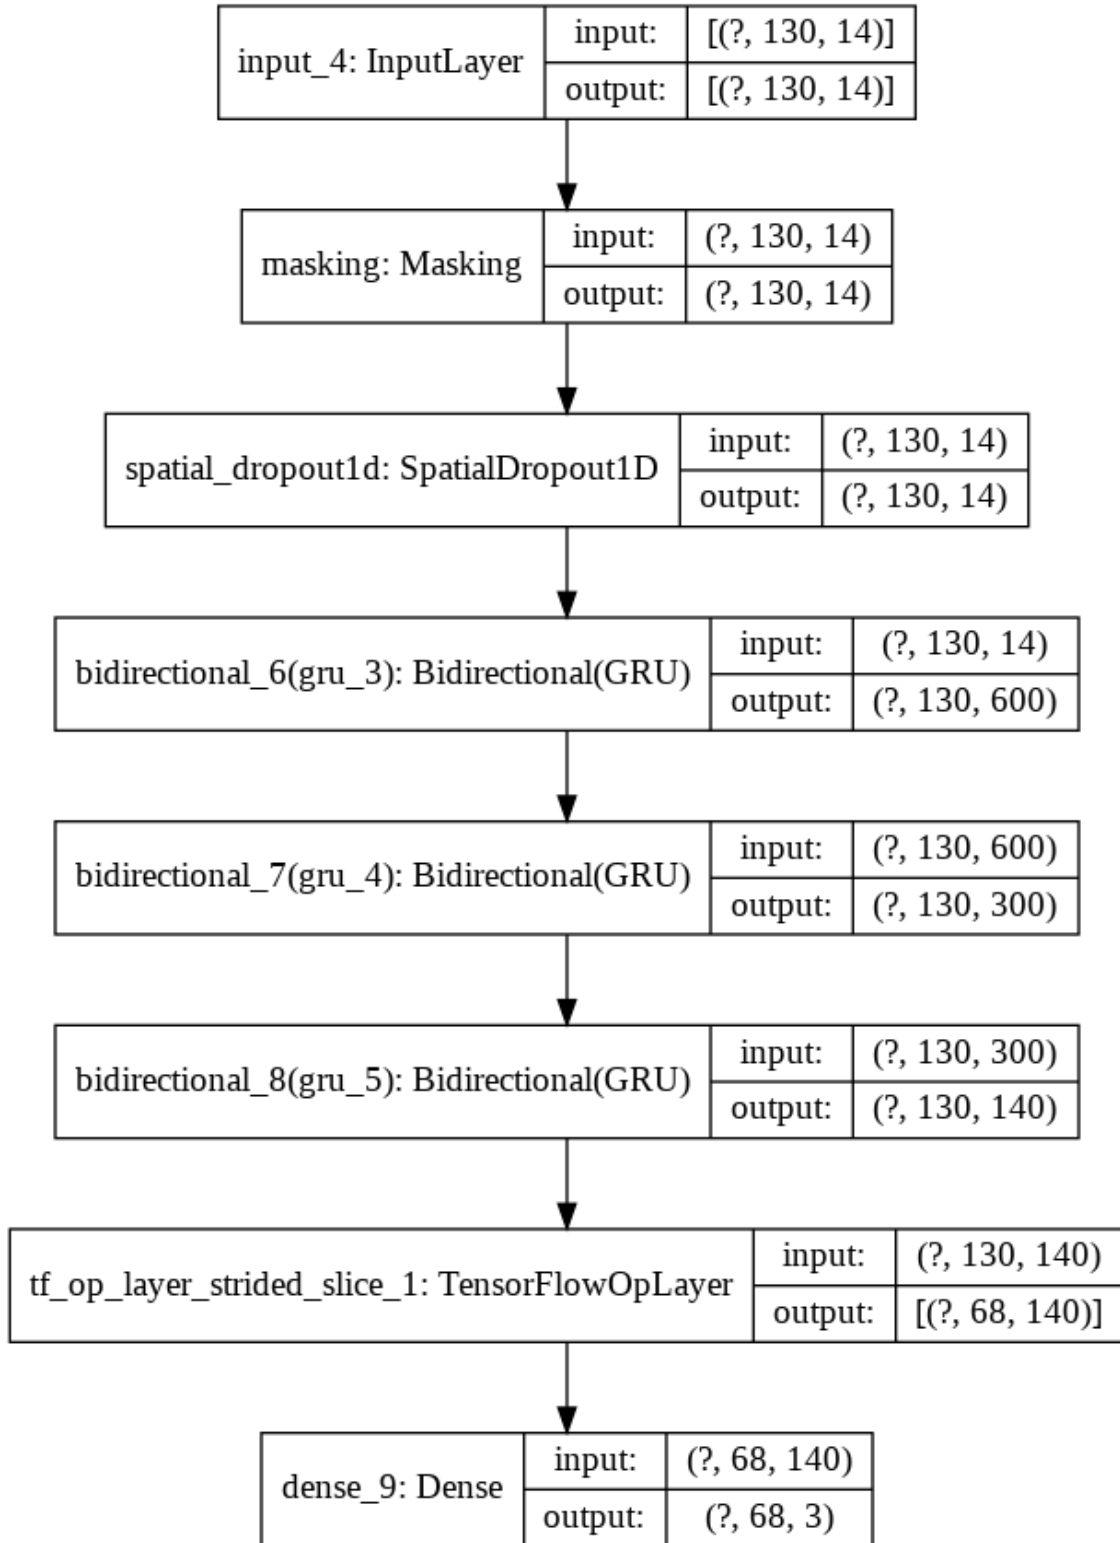 input_4: InputLayer
input: [(?, 130, 14)]
output: [(?, 130, 14)]
masking: Masking
input: (?, 130, 14)
output: (?, 130, 14)
spatial_dropout1d: SpatialDropout1D
input: (?, 130, 14)
output: (?, 130, 14)
bidirectional_6(gru_3): Bidirectional(GRU)
input: (?, 130, 14)
output: (?, 130, 600)
bidirectional_7(gru_4): Bidirectional(GRU)
input: (?, 130, 600)
output: (?, 130, 300)
bidirectional_8(gru_5): Bidirectional(GRU)
input: (?, 130, 300)
output: (?, 130, 140)
tf_op_layer_strided_slice_1: TensorFlowOpLayer
input: (?, 130, 140)
output: [(?, 68, 140)]
dense_9: Dense
input: (?, 68, 140)
output: (?, 68, 3)